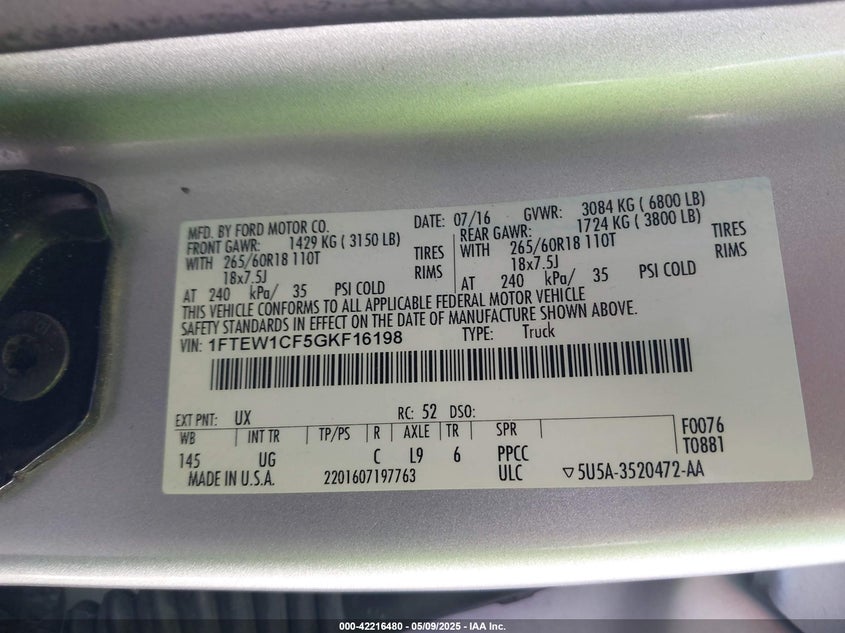 MFD. BY FORD MOTOR CO. DATE: 07/16 GVWR: 3084 KG ( 6800 LB)
FRONT GAWR: 1429 KG ( 3150 LB) REAR GAWR: 1724 KG ( 3800 LB)
WITH 265/60R18 110T TIRES WITH 265/60R18 110T TIRES
18x7.5J RIMS 18x7.5J RIMS
AT 240 kPa/ 35 PSI COLD AT 240 kPa/ 35 PSI COLD
THIS VEHICLE CONFORMS TO ALL APPLICABLE FEDERAL MOTOR VEHICLE
SAFETY STANDARDS IN EFFECT ON THE DATE OF MANUFACTURE SHOWN ABOVE.
VIN: 1FTEW1CF5GKF16198 TYPE: Truck
EXT PNT: UX RC: 52 DSO:
WB INT TR TP/PS R AXLE TR SPR F0076
145 UG C L9 6 PPCC T0881
MADE IN U.S.A. 2201607197763 ULC ▽5U5A-3520472-AA
000-42216480 - 05/09/2025 - IAA Inc.